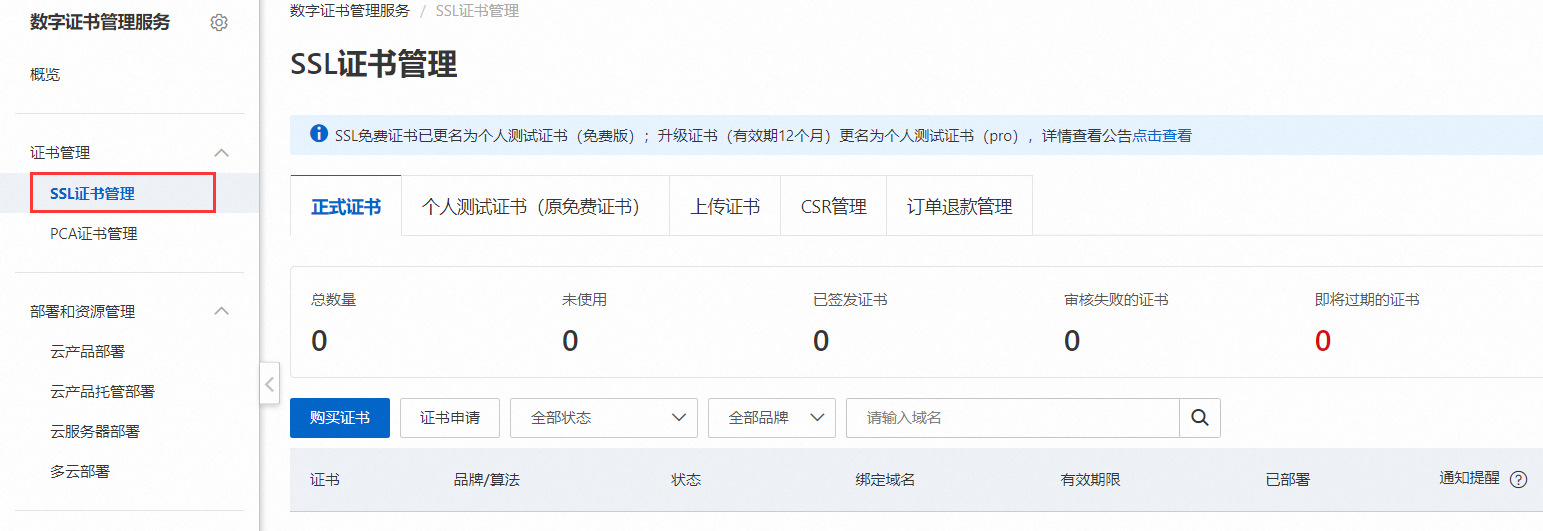 数字证书管理服务
概览
证书管理
SSL证书管理
PCA证书管理
部署和资源管理
云产品部署
云产品托管部署
云服务器部署
多云部署
数字证书管理服务 / SSL证书管理
SSL证书管理
SSL免费证书已更名为个人测试证书（免费版）；升级证书（有效期12个月）更名为个人测试证书（pro），详情查看公告点击查看
正式证书 个人测试证书（原免费证书） 上传证书 CSR管理 订单退款管理
总数量 未使用 已签发证书 审核失败的证书 即将过期的证书
0 0 0 0 0
购买证书 证书申请 全部状态 全部品牌 请输入域名
证书 品牌/算法 状态 绑定域名 有效期限 已部署 通知提醒 ?